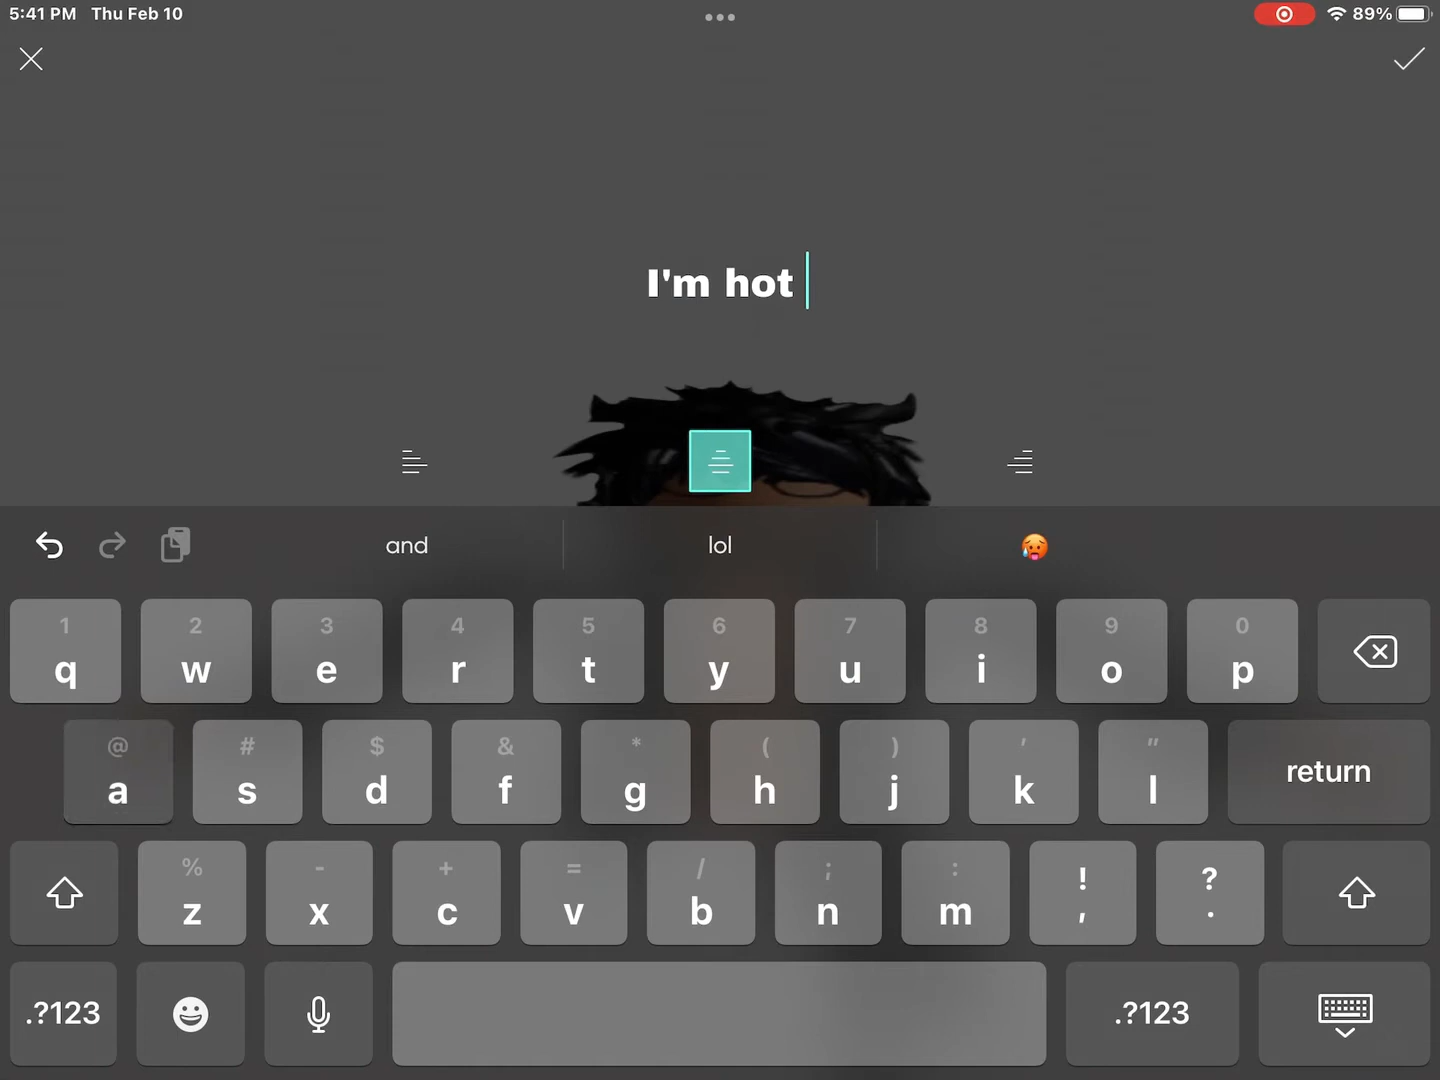 5:41 PM Thu Feb 10
89%
I'm hot
and lol 🥵
1 2 3 4 5 6 7 8 9 0
q w e r t y u i o p
@ # $ & * ( ) ' "
a s d f g h j k l return
% - + = / ; : ! ?
z x c v b n m , .
.?123 .?123